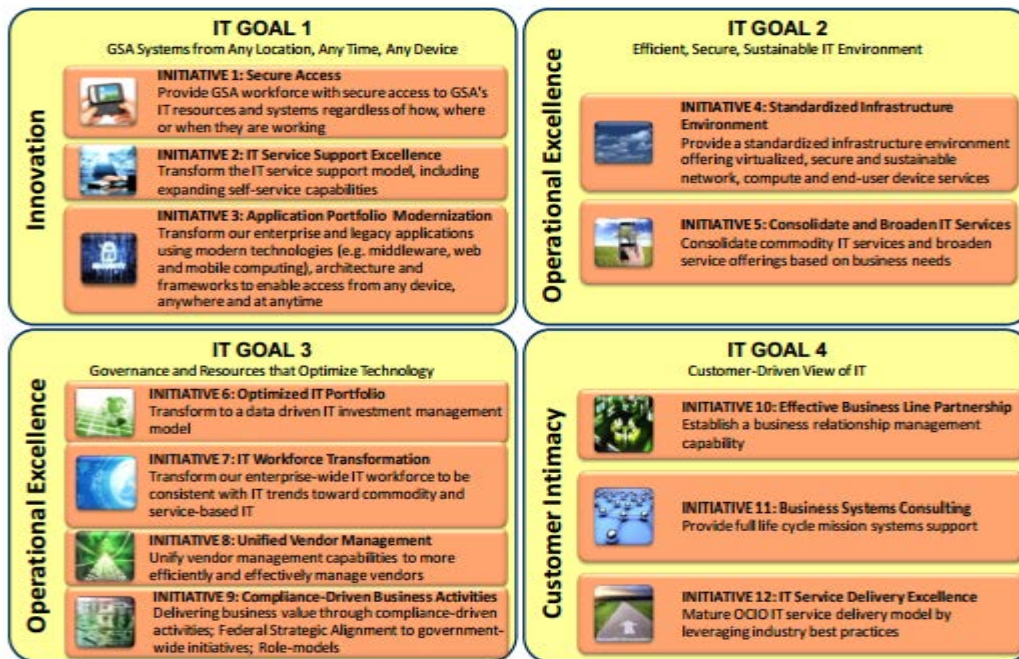 IT GOAL 1
GSA Systems from Any Location, Any Time, Any Device
Innovation
INITIATIVE 1: Secure Access
Provide GSA workforce with secure access to GSA's
IT resources and systems regardless of how, where
or when they are working
INITIATIVE 2: IT Service Support Excellence
Transform the IT service support model, including
expanding self-service capabilities
INITIATIVE 3: Application Portfolio Modernization
Transform our enterprise and legacy applications
using modern technologies (e.g. middleware, web
and mobile computing), architecture and
frameworks to enable access from any device,
anywhere and at anytime
IT GOAL 2
Efficient, Secure, Sustainable IT Environment
Operational Excellence
INITIATIVE 4: Standardized Infrastructure
Environment
Provide a standardized infrastructure environment
offering virtualized, secure and sustainable
network, compute and end-user device services
INITIATIVE 5: Consolidate and Broaden IT Services
Consolidate commodity IT services and broaden
service offerings based on business needs
IT GOAL 3
Governance and Resources that Optimize Technology
Operational Excellence
INITIATIVE 6: Optimized IT Portfolio
Transform to a data driven IT investment management
model
INITIATIVE 7: IT Workforce Transformation
Transform our enterprise-wide IT workforce to be
consistent with IT trends toward commodity and
service-based IT
INITIATIVE 8: Unified Vendor Management
Unify vendor management capabilities to more
efficiently and effectively manage vendors
INITIATIVE 9: Compliance-Driven Business Activities
Delivering business value through compliance-driven
activities; Federal Strategic Alignment to government-
wide initiatives; Role-models
IT GOAL 4
Customer-Driven View of IT
Customer Intimacy
INITIATIVE 10: Effective Business Line Partnership
Establish a business relationship management
capability
INITIATIVE 11: Business Systems Consulting
Provide full life cycle mission systems support
INITIATIVE 12: IT Service Delivery Excellence
Mature OCIO IT service delivery model by
leveraging industry best practices